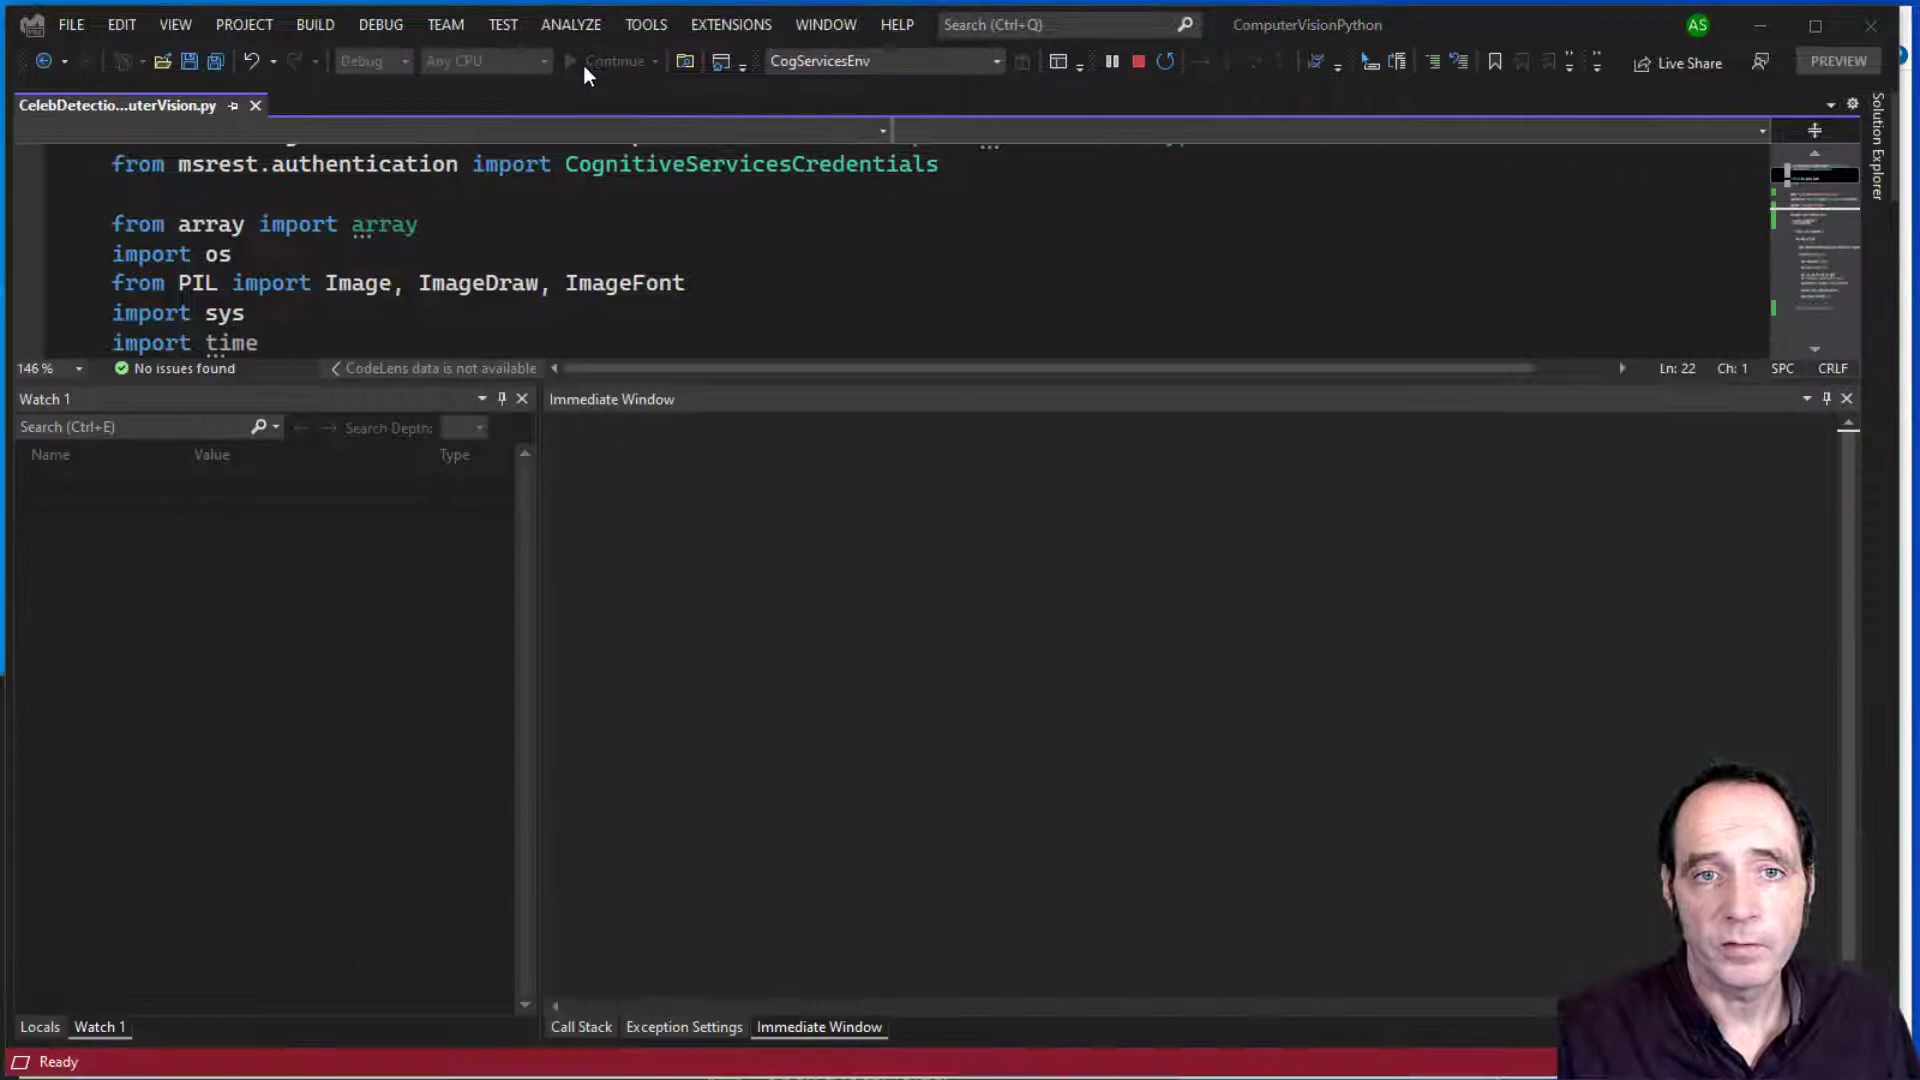 FILE EDIT VIEW PROJECT BUILD DEBUG TEAM TEST ANALYZE TOOLS EXTENSIONS WINDOW HELP Search (Ctrl+Q) ComputerVisionPython AS
Debug Any CPU Continue CogServicesEnv Live Share PREVIEW
CelebDetectio...uterVision.py
Solution Explorer
from msrest.authentication import CognitiveServicesCredentials
from array import array
import os
from PIL import Image, ImageDraw, ImageFont
import sys
import time
146 % No issues found CodeLens data is not available Ln: 22 Ch: 1 SPC CRLF
Watch 1 Immediate Window
Search (Ctrl+E) Search Depth:
Name Value Type
Locals Watch 1 Call Stack Exception Settings Immediate Window
Ready